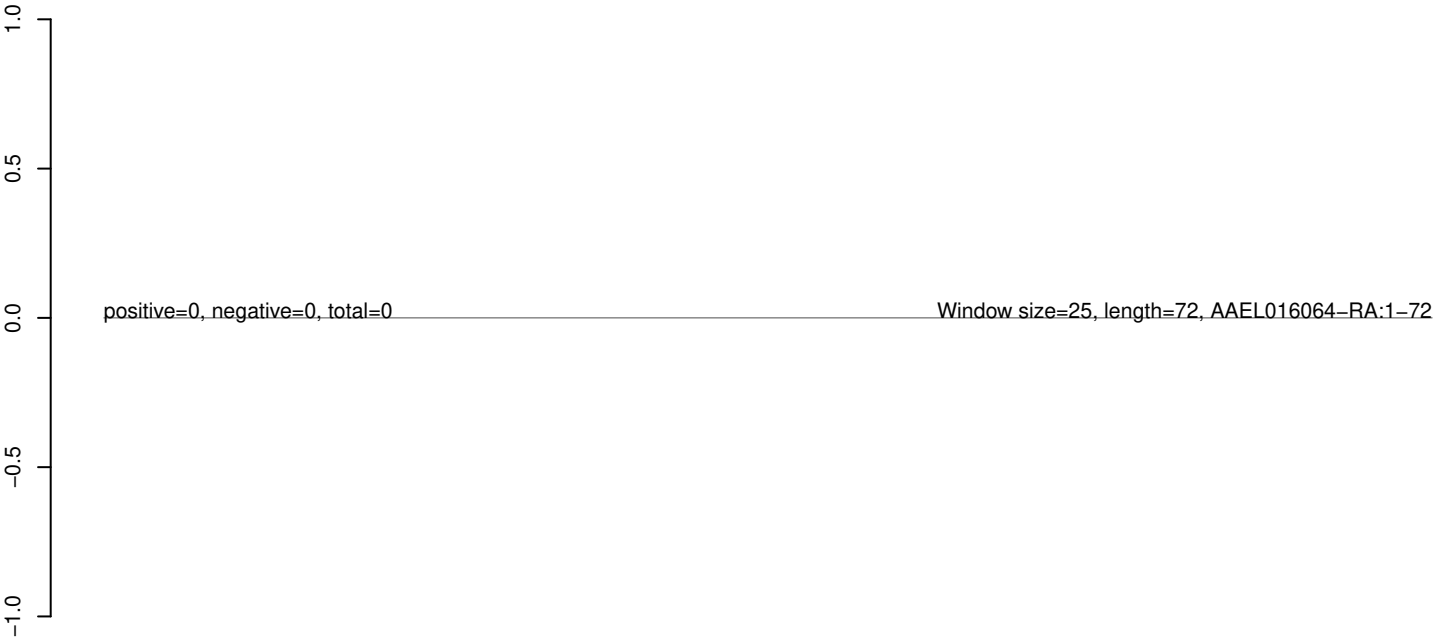 1.0
0.5
0.0
−0.5
−1.0
positive=0, negative=0, total=0
Window size=25, length=72, AAEL016064−RA:1−72